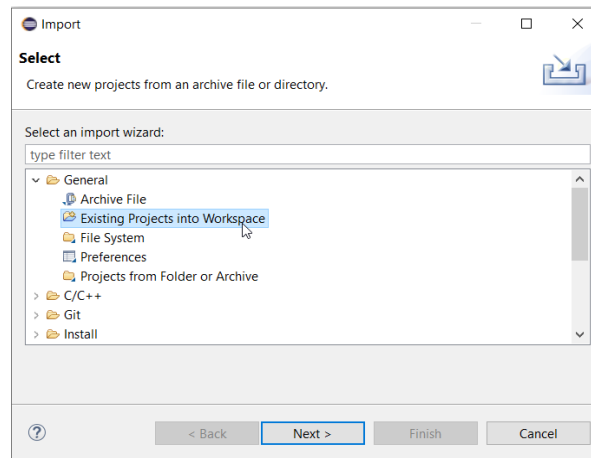 Import
Select
Create new projects from an archive file or directory.
Select an import wizard:
type filter text
General
Archive File
Existing Projects into Workspace
File System
Preferences
Projects from Folder or Archive
C/C++
Git
Install
? < Back Next > Finish Cancel